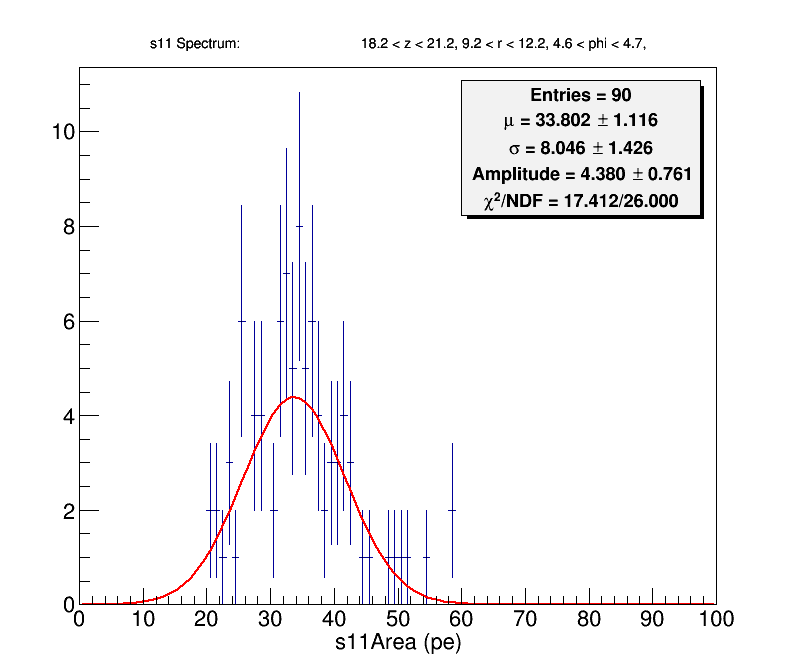 s11 Spectrum: 18.2 < z < 21.2, 9.2 < r < 12.2, 4.6 < phi < 4.7,
Entries = 90
μ = 33.802 ± 1.116
σ = 8.046 ± 1.426
Amplitude = 4.380 ± 0.761
χ²/NDF = 17.412/26.000
10
8
6
4
2
0
0 10 20 30 40 50 60 70 80 90 100
s11Area (pe)